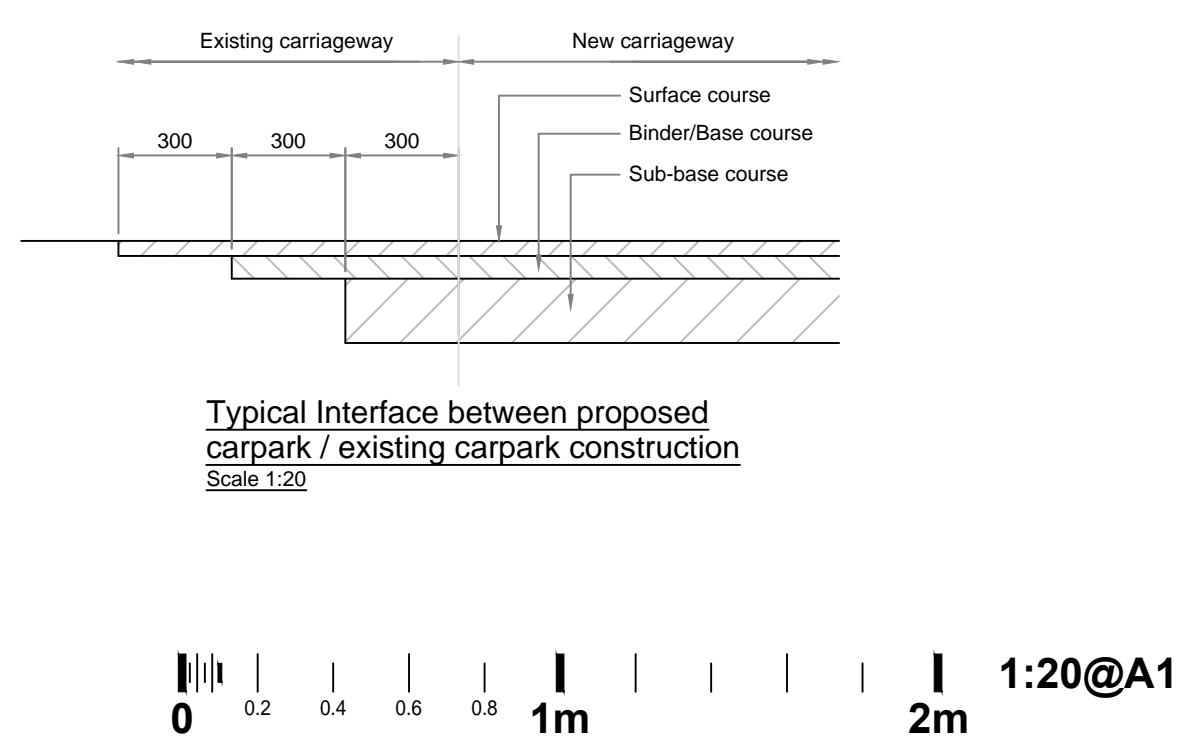 Existing carriageway
New carriageway
Surface course
300
300
300
Binder/Base course
Sub-base course
Typical Interface between proposed
carpark / existing carpark construction
Scale 1:20
0
0.2
0.4
0.6
0.8
1m
2m
1:20@A1